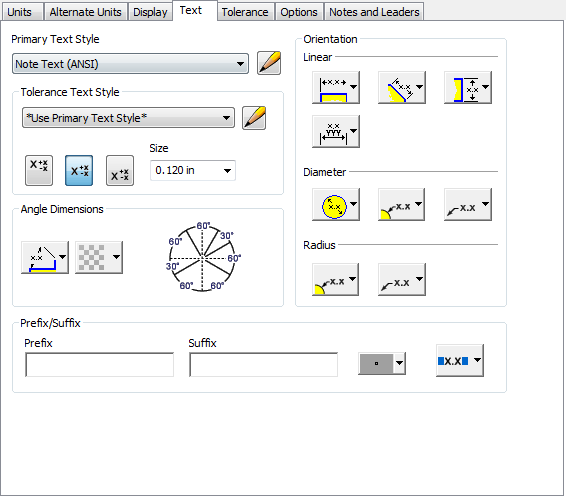 Units Alternate Units Display Text Tolerance Options Notes and Leaders
Primary Text Style
Note Text (ANSI)
Tolerance Text Style
*Use Primary Text Style*
Size
0.120 in
X+x-x X+x-x X+x-x
Angle Dimensions
x.x
60°
60° 30°
60°
30° 60°
60° 60°
Orientation
Linear
x.x x.x x.x
x.x
Diameter
x.x x.x x.x
Radius
x.x x.x
Prefix/Suffix
Prefix Suffix
X.X